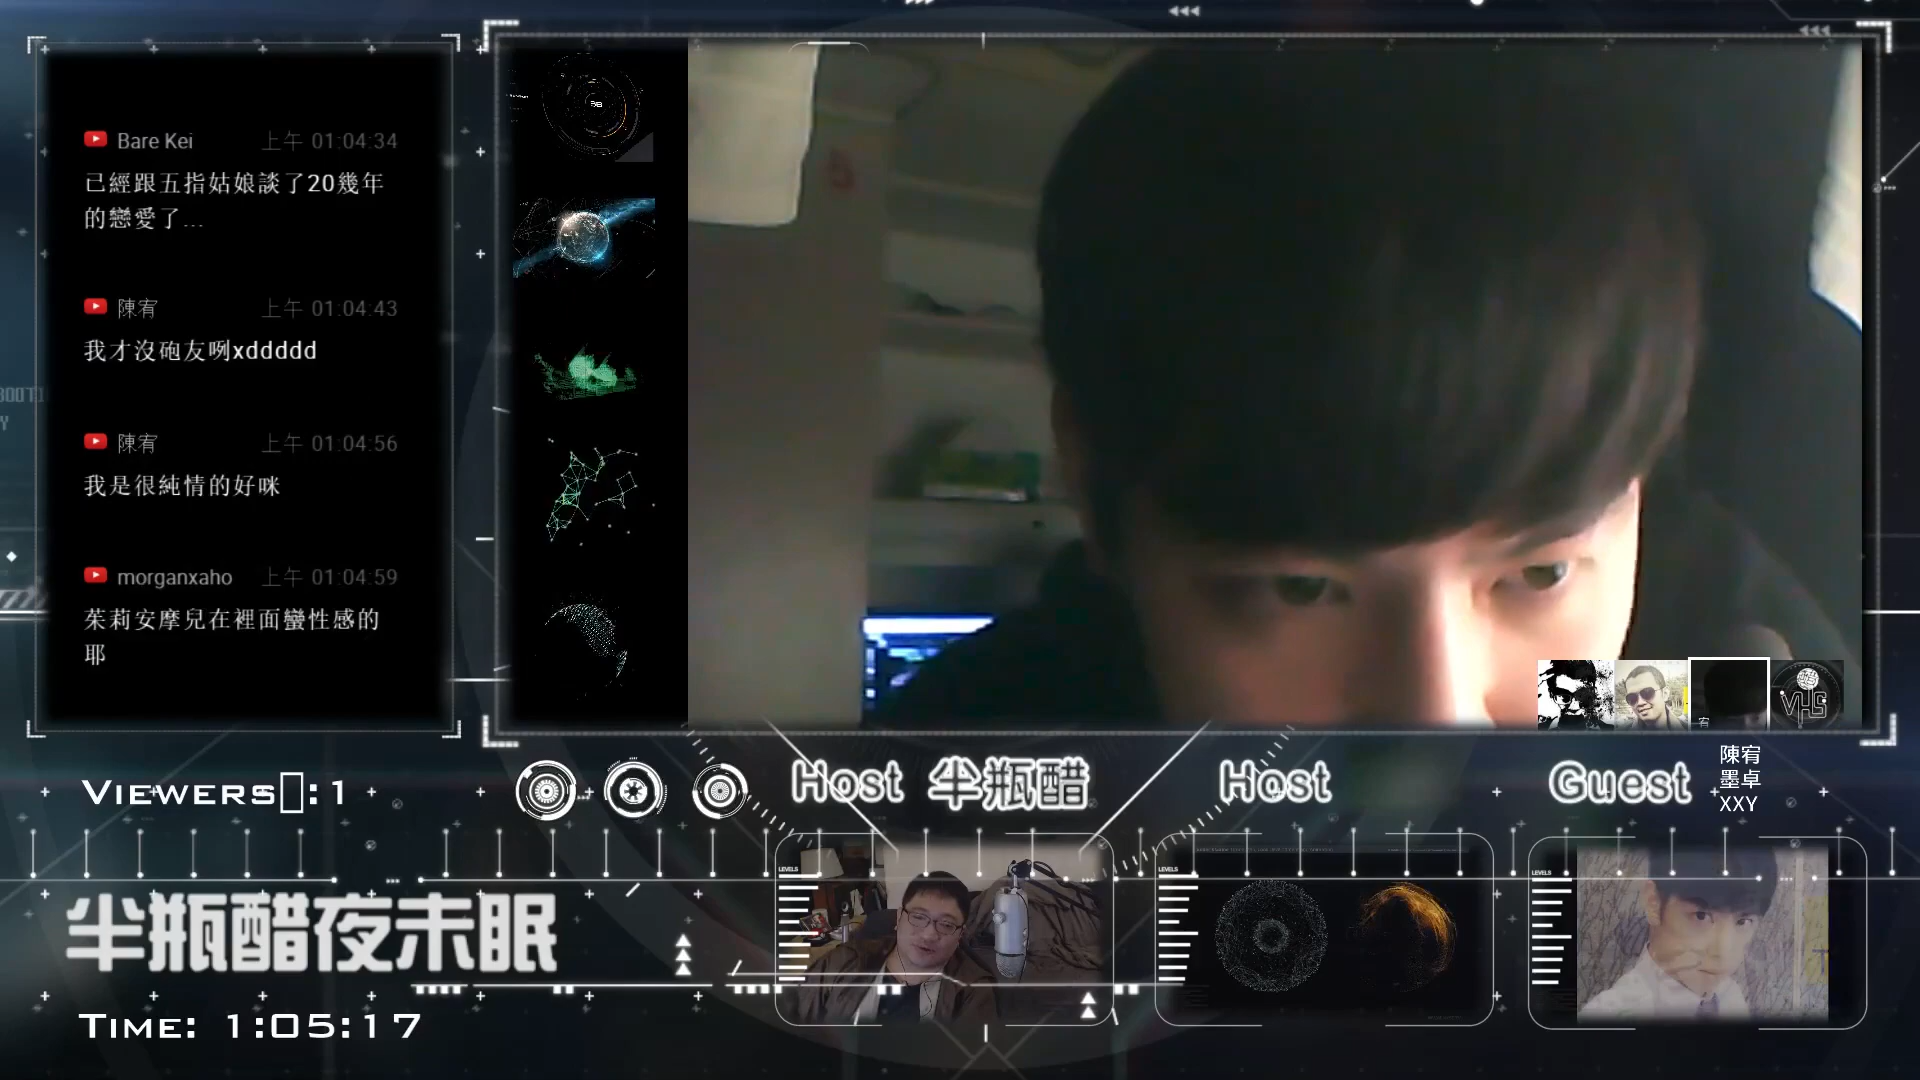 Bare Kei 上午 01:04:34
已經跟五指姑娘談了20幾年
的戀愛了...
陳宥 上午 01:04:43
我才沒砲友咧xddddd
陳宥 上午 01:04:56
我是很純情的好咪
morganxaho 上午 01:04:59
茱莉安摩兒在裡面蠻性感的
耶
宥
VHS
Viewers：1
Host 半瓶醋
Host
Guest
陳宥
墨卓
XXY
LEVELS
LEVELS
LEVELS
半瓶醋夜未眠
Time: 1:05:17